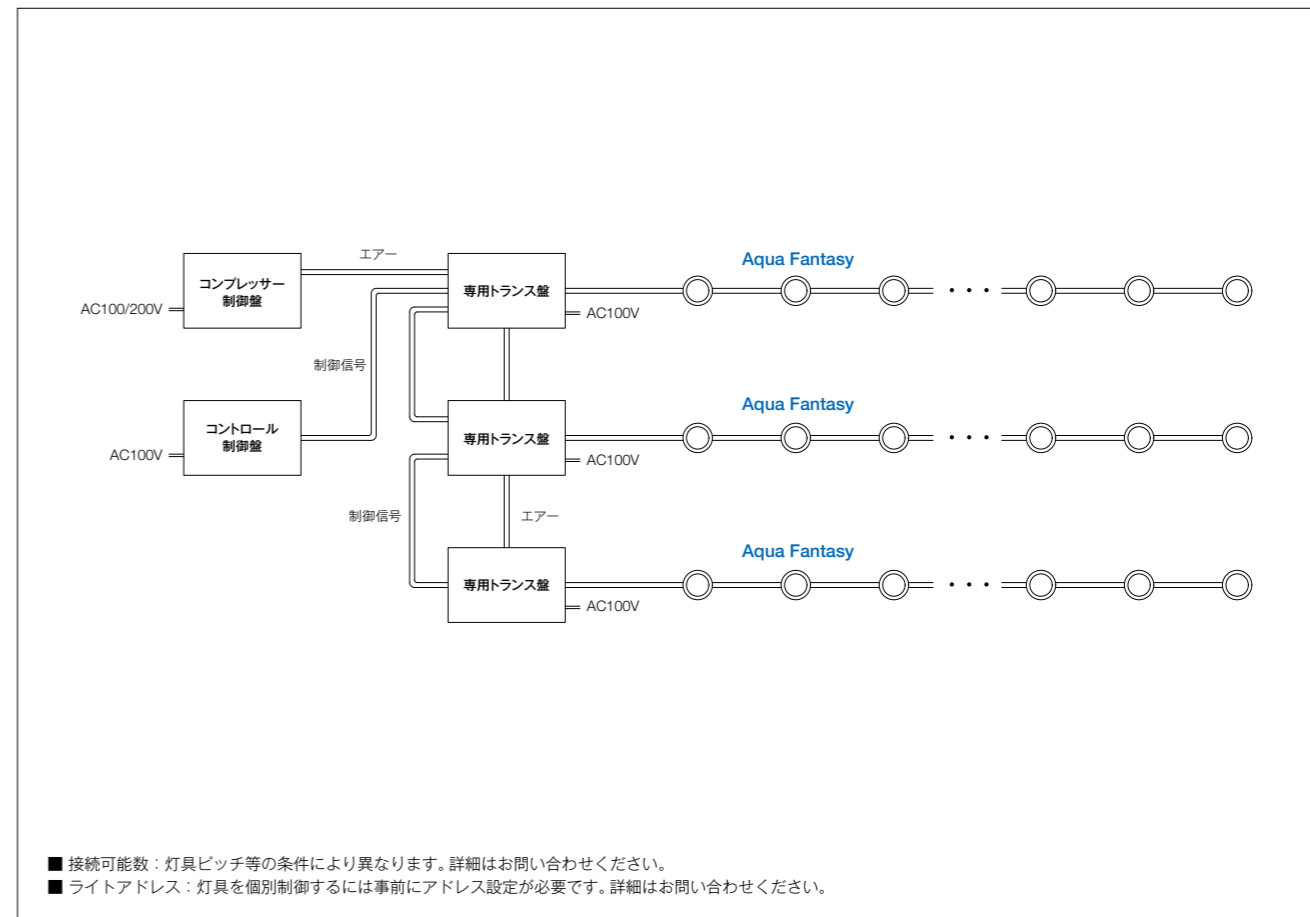 エアー
Aqua Fantasy
コンプレッサー
制御盤
専用トランス盤
AC100/200V
AC100V
制御信号
Aqua Fantasy
コントロール
制御盤
専用トランス盤
AC100V
AC100V
制御信号
エアー
Aqua Fantasy
専用トランス盤
AC100V
■ 接続可能数：灯具ピッチ等の条件により異なります。詳細はお問い合わせください。
■ ライトアドレス：灯具を個別制御するには事前にアドレス設定が必要です。詳細はお問い合わせください。